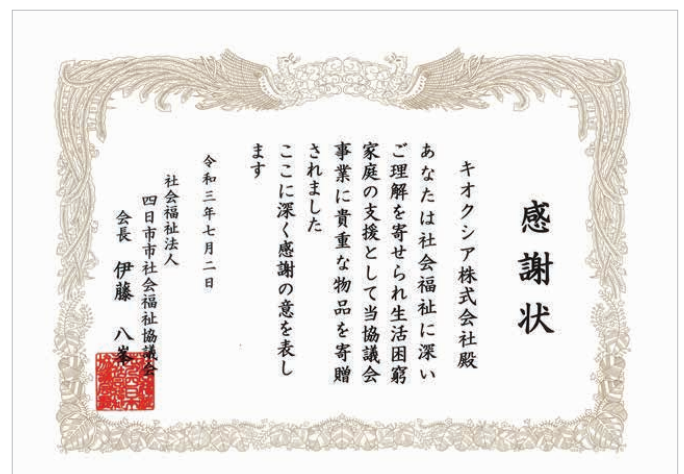 感謝状
キオクシア株式会社殿
あなたは社会福祉に深い
ご理解を寄せられ生活困窮
家庭の支援として当協議会
事業に貴重な物品を寄贈
されました
ここに深く感謝の意を表し
ます
令和三年七月二日
社会福祉法人
四日市市社会福祉協議会
会長 伊藤 八峯